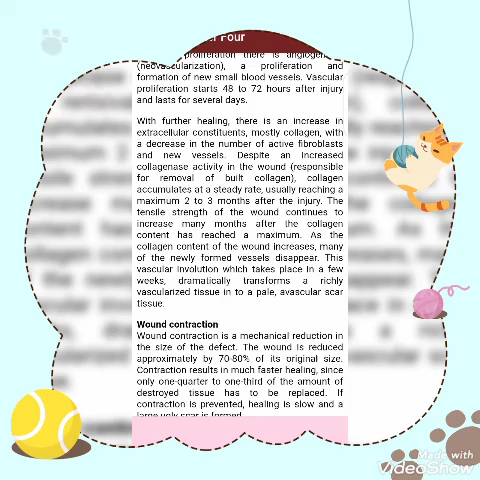 Four
proliferation there is angiogenesis
(neovascularization), a proliferation and
formation of new small blood vessels. Vascular
proliferation starts 48 to 72 hours after injury
and lasts for several days.
With further healing, there is an increase in
extracellular constituents, mostly collagen, with
a decrease in the number of active fibroblasts
and new vessels. Despite an increased
collagenase activity in the wound (responsible
for removal of built collagen), collagen
accumulates at a steady rate, usually reaching a
maximum 2 to 3 months after the injury. The
tensile strength of the wound continues to
increase many months after the collagen
content has reached a maximum. As the
collagen content of the wound increases, many
of the newly formed vessels disappear. This
vascular involution which takes place in a few
weeks, dramatically transforms a richly
vascularized tissue in to a pale, avascular scar
tissue.
Wound contraction
Wound contraction is a mechanical reduction in
the size of the defect. The wound is reduced
approximately by 70-80% of its original size.
Contraction results in much faster healing, since
only one-quarter to one-third of the amount of
destroyed tissue has to be replaced. If
contraction is prevented, healing is slow and a
large ugly scar is formed.
Made with
VideoShow